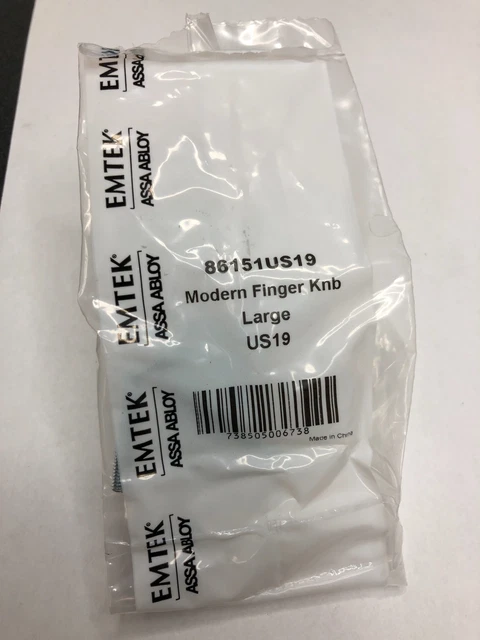 EMTEK®
ASSA ABLOY
EMTEK®
ASSA ABLOY
EMTEK®
ASSA ABLOY
EMTEK®
ASSA ABLOY
EMTEK®
ASSA ABLOY
86151US19
Modern Finger Knb
Large
US19
738505006738
Made in China